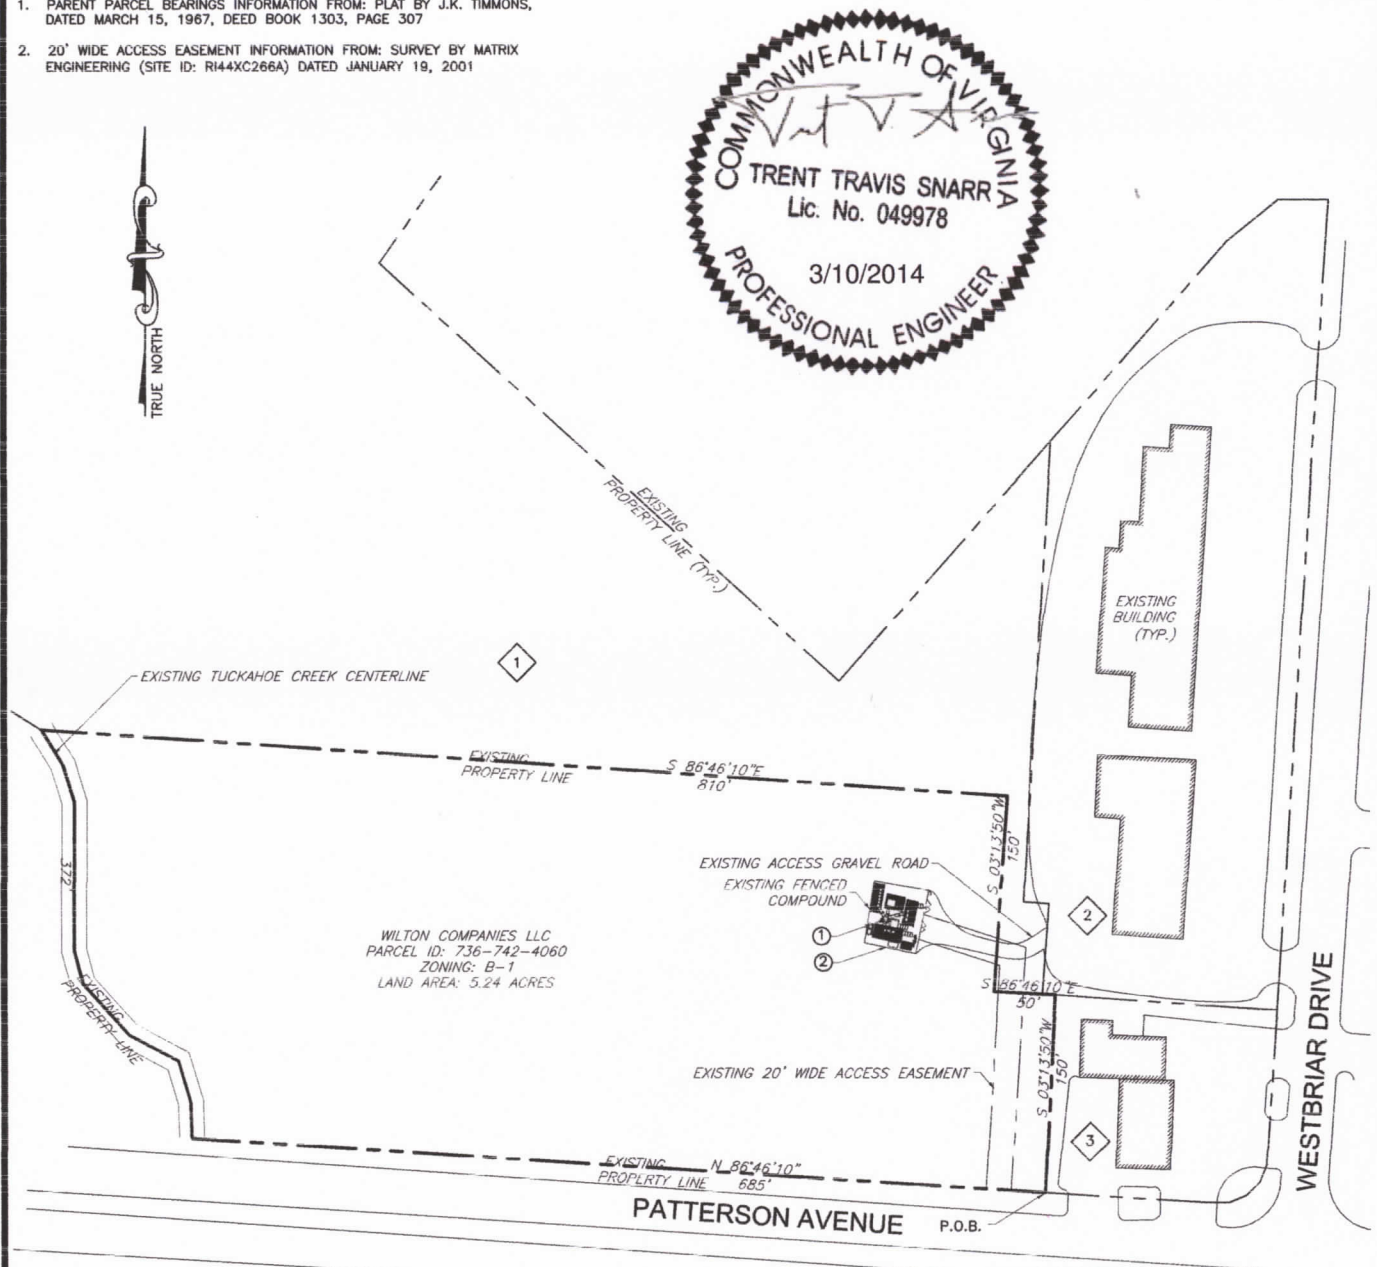 1. PARENT PARCEL BEARINGS INFORMATION FROM: PLAT BY J.K. TIMMONS,
DATED MARCH 15, 1967, DEED BOOK 1303, PAGE 307
2. 20' WIDE ACCESS EASEMENT INFORMATION FROM: SURVEY BY MATRIX
ENGINEERING (SITE ID: RI44XC266A) DATED JANUARY 19, 2001
COMMONWEALTH OF VIRGINIA
TRENT TRAVIS SNARR
Lic. No. 049978
3/10/2014
PROFESSIONAL ENGINEER
TRUE NORTH
EXISTING
PROPERTY LINE (TYP.)
EXISTING
BUILDING
(TYP.)
1
EXISTING TUCKAHOE CREEK CENTERLINE
EXISTING
PROPERTY LINE
S 86°46'10"E
810'
S 03°13'50"W
150'
372'
EXISTING ACCESS GRAVEL ROAD
EXISTING FENCED
COMPOUND
1
2
2
WILTON COMPANIES LLC
PARCEL ID: 736-742-4060
ZONING: B-1
LAND AREA: 5.24 ACRES
EXISTING
PROPERTY LINE
S 86°46'10"E
50'
S 03°13'50"W
150'
EXISTING 20' WIDE ACCESS EASEMENT
3
WESTBRIAR DRIVE
EXISTING
PROPERTY LINE
N 86°46'10"
685'
PATTERSON AVENUE
P.O.B.